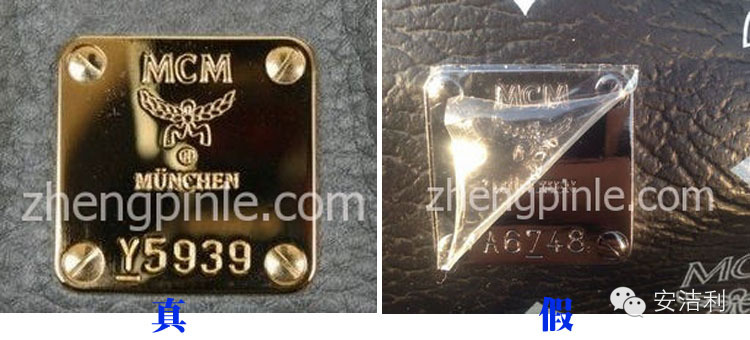 MCM
MÜNCHEN
Y5939
zhengpinle.com
真
MCM
A6748
zhengpinle.com
MCM
假
安洁利